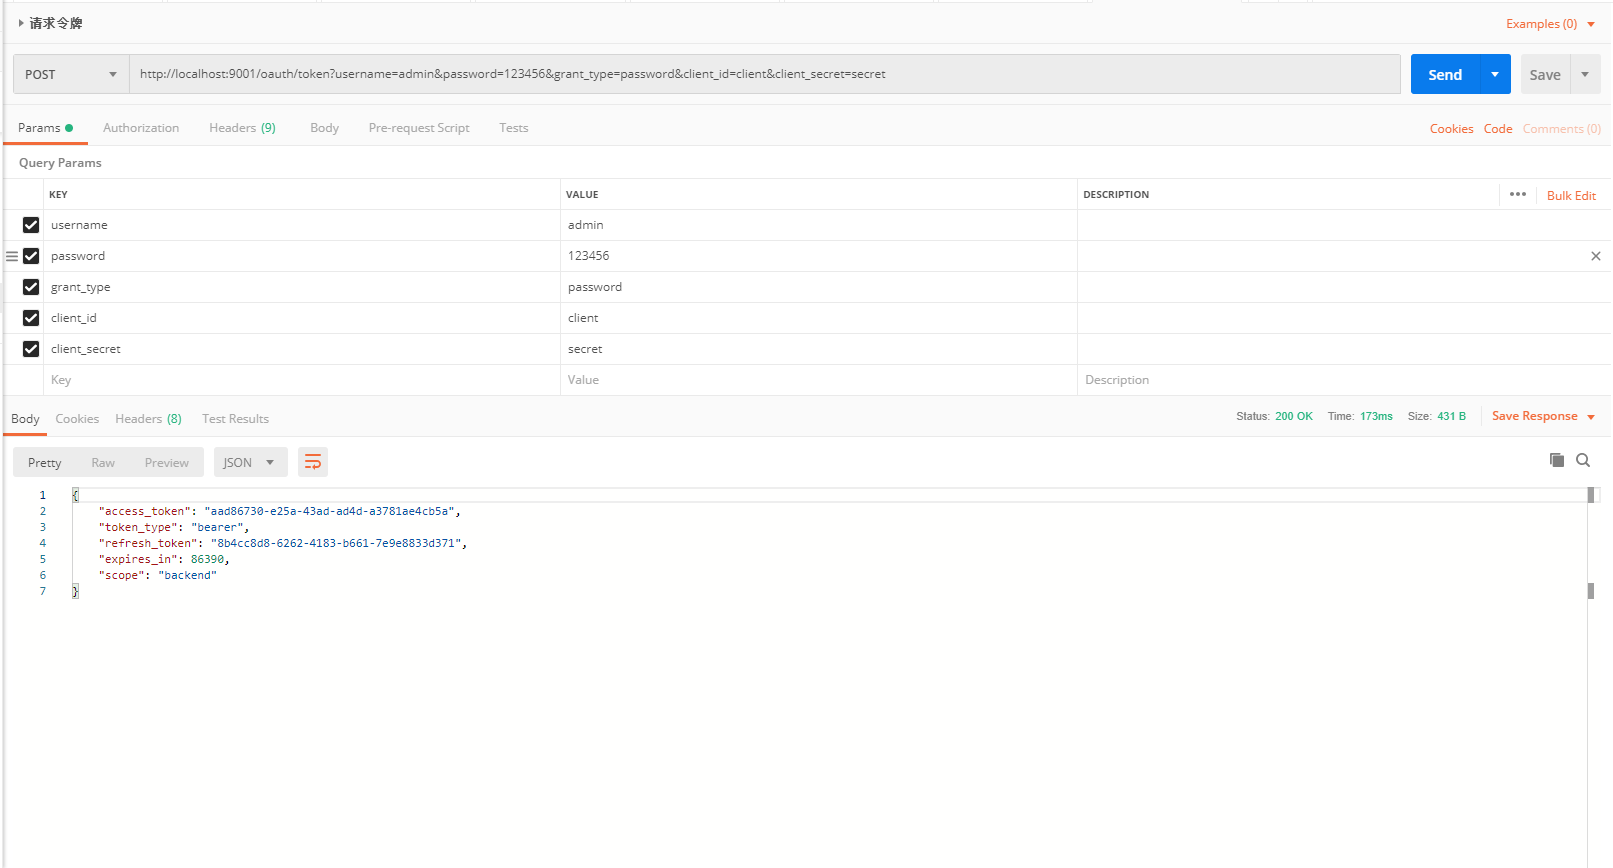 请求令牌
Examples (0)
POST http://localhost:9001/oauth/token?username=admin&password=123456&grant_type=password&client_id=client&client_secret=secret Send Save
Params Authorization Headers (9) Body Pre-request Script Tests Cookies Code Comments (0)
Query Params
KEY VALUE DESCRIPTION ••• Bulk Edit
username admin
password 123456
grant_type password
client_id client
client_secret secret
Key Value Description
Body Cookies Headers (8) Test Results Status: 200 OK Time: 173ms Size: 431 B Save Response
Pretty Raw Preview JSON
1 {
2 "access_token": "aad86730-e25a-43ad-ad4d-a3781ae4cb5a",
3 "token_type": "bearer",
4 "refresh_token": "8b4cc8d8-6262-4183-b661-7e9e8833d371",
5 "expires_in": 86390,
6 "scope": "backend"
7 }